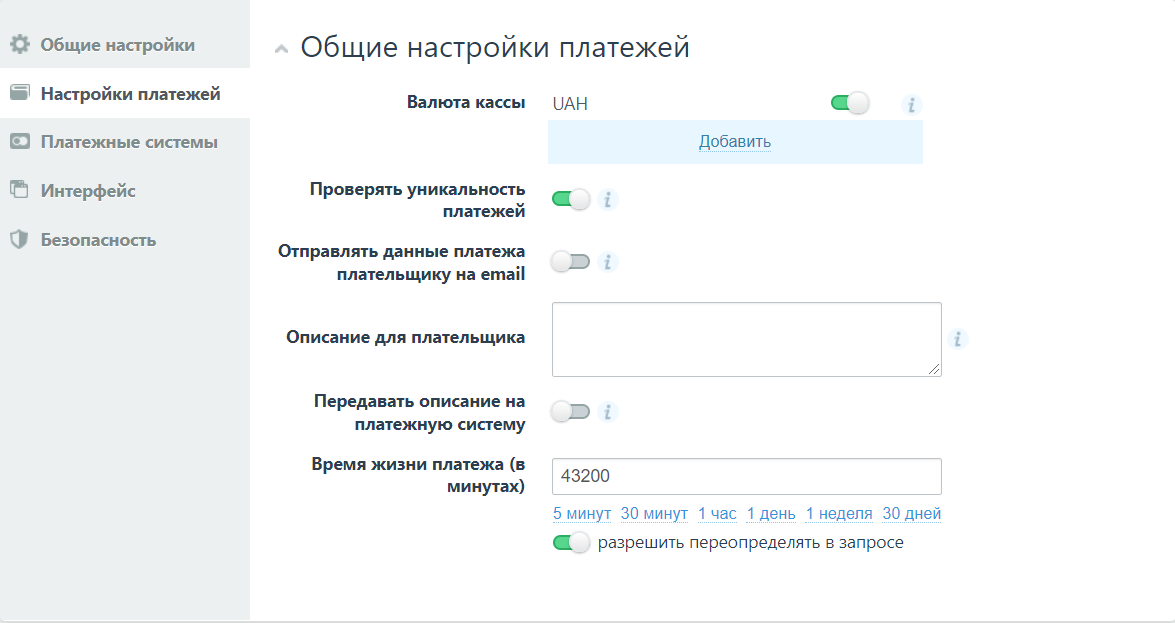 Общие настройки
Настройки платежей
Платежные системы
Интерфейс
Безопасность
Общие настройки платежей
Валюта кассы
UAH
i
Добавить
Проверять уникальность
платежей
i
Отправлять данные платежа
плательщику на email
i
Описание для плательщика
i
Передавать описание на
платежную систему
i
Время жизни платежа (в
минутах)
43200
5 минут 30 минут 1 час 1 день 1 неделя 30 дней
разрешить переопределять в запросе